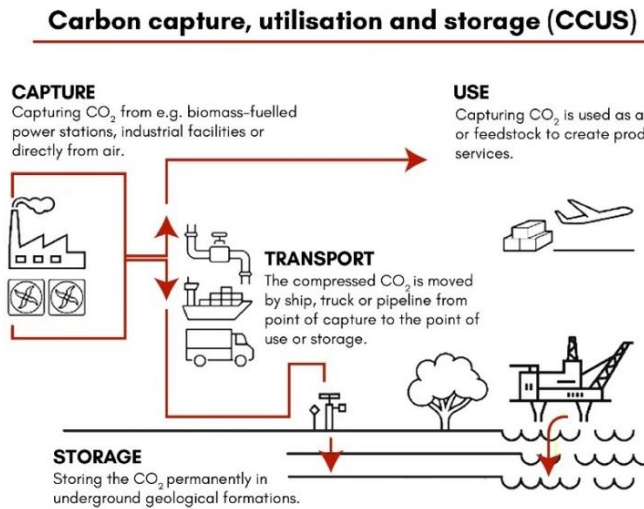 Carbon capture, utilisation and storage (CCUS)
CAPTURE
Capturing CO₂ from e.g. biomass-fuelled
power stations, industrial facilities or
directly from air.
USE
Capturing CO₂ is used as a
or feedstock to create prod
services.
TRANSPORT
The compressed CO₂ is moved
by ship, truck or pipeline from
point of capture to the point of
use or storage.
STORAGE
Storing the CO₂ permanently in
underground geological formations.